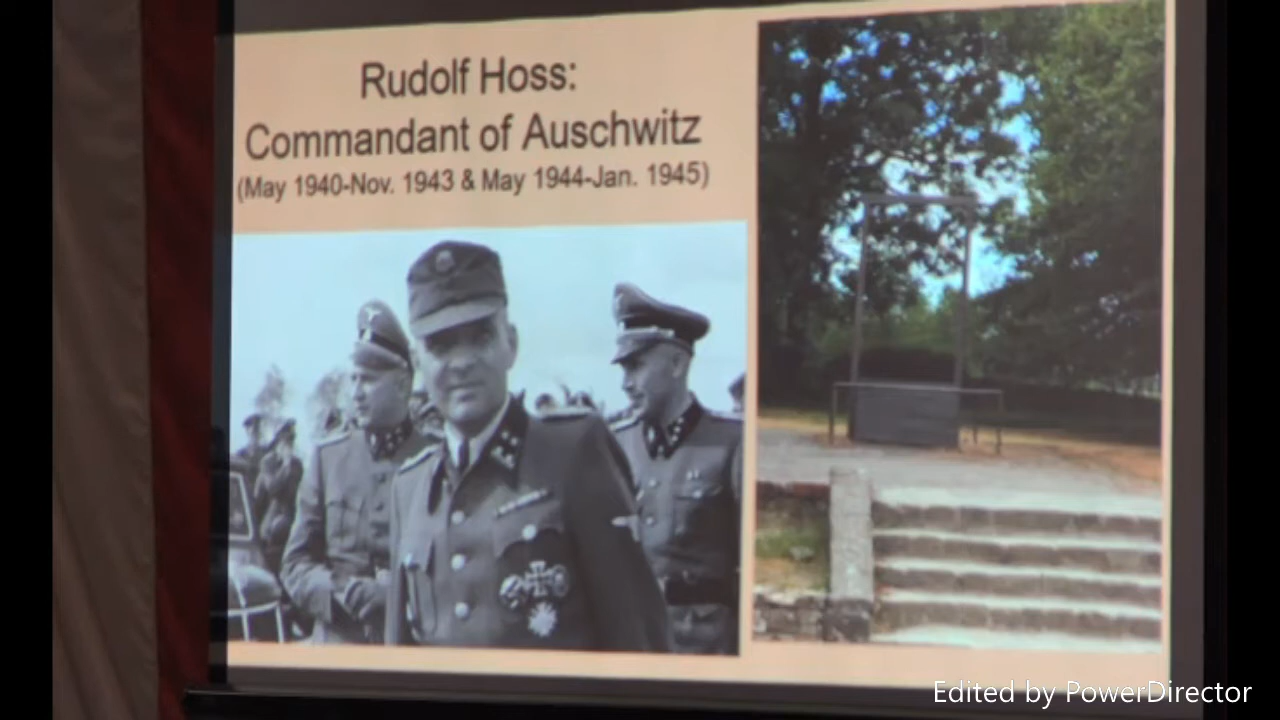 Rudolf Hoss:
Commandant of Auschwitz
(May 1940-Nov. 1943 & May 1944-Jan. 1945)
Edited by PowerDirector